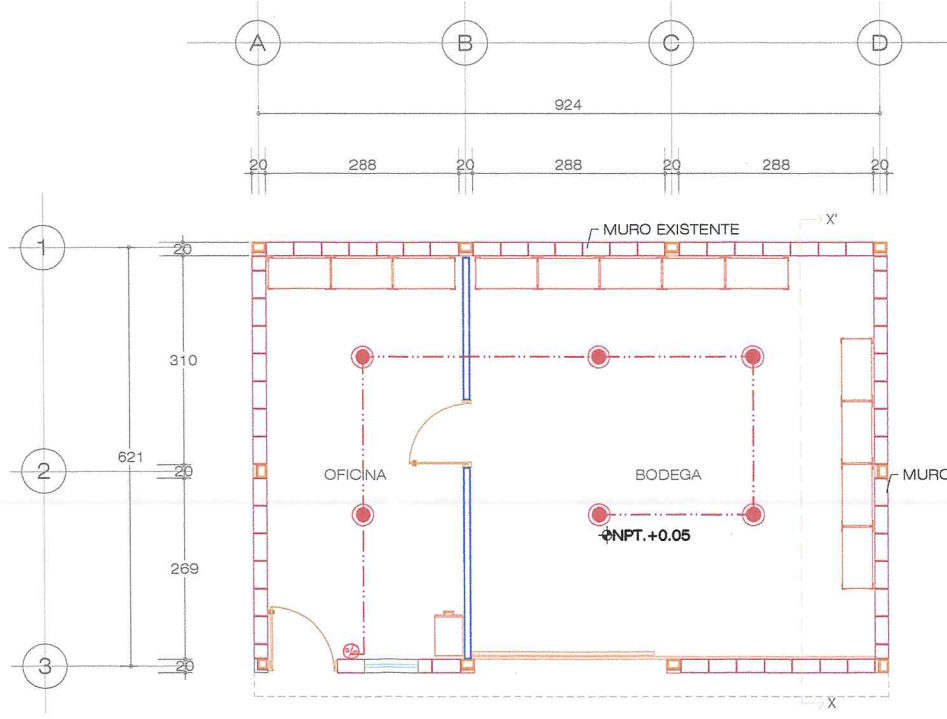 A B C D
924
20 288 20 288 20 288 20
X'
MURO EXISTENTE
1
20
310
621
2
20
OFICINA
BODEGA
MURO
NPT.+0.05
269
3
20
X